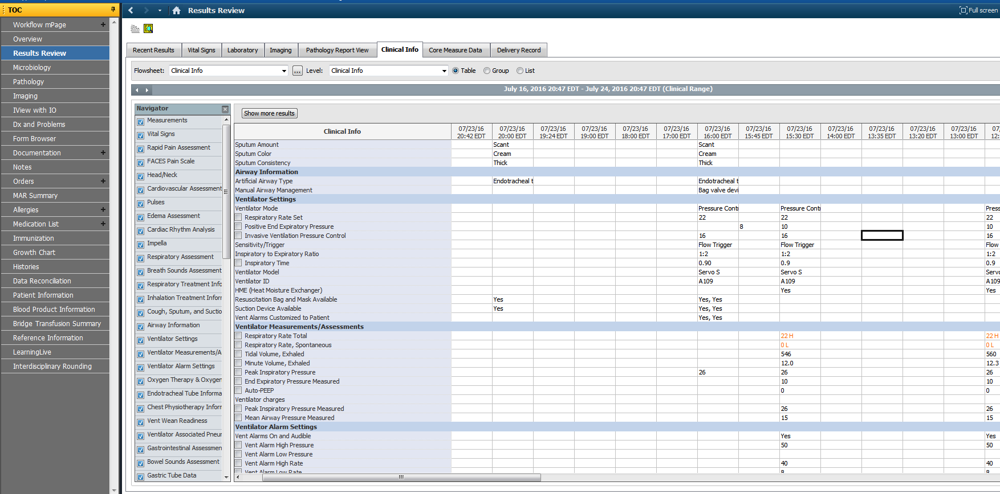 TOC
Results Review
Full screen
Workflow mPage +
Overview
Results Review
Microbiology
Pathology
Imaging
IView with IO
Dx and Problems
Form Browser
Documentation +
Notes
Orders +
MAR Summary
Allergies +
Medication List +
Immunization
Growth Chart
Histories
Data Reconciliation
Patient Information
Blood Product Information
Bridge Transfusion Summary
Reference Information
LearningLive
Interdisciplinary Rounding
Recent Results Vital Signs Laboratory Imaging Pathology Report View Clinical Info Core Measure Data Delivery Record
Flowsheet: Clinical Info ... Level: Clinical Info Table Group List
July 16, 2016 20:47 EDT - July 24, 2016 20:47 EDT (Clinical Range)
Navigator
Measurements
Vital Signs
Rapid Pain Assessment
FACES Pain Scale
Head/Neck
Cardiovascular Assessment
Pulses
Edema Assessment
Cardiac Rhythm Analysis
Impella
Respiratory Assessment
Breath Sounds Assessment
Respiratory Treatment Info
Inhalation Treatment Inforr
Cough, Sputum, and Suctio
Airway Information
Ventilator Settings
Ventilator Measurements/A
Ventilator Alarm Settings
Oxygen Therapy & Oxygen
Endotracheal Tube Informa
Chest Physiotherapy Inforr
Vent Wean Readiness
Ventilator Associated Pneur
Gastrointestinal Assessmen
Bowel Sounds Assessment
Gastric Tube Data
Show more results
Clinical Info
07/23/16 07/23/16 07/23/16 07/23/16 07/23/16 07/23/16 07/23/16 07/23/16 07/23/16 07/23/16 07/23/16 07/23/16 07/23/16 07/
20:42 EDT 20:00 EDT 19:24 EDT 19:00 EDT 18:00 EDT 17:00 EDT 16:00 EDT 15:45 EDT 15:30 EDT 14:00 EDT 13:35 EDT 13:20 EDT 13:00 EDT 12:
Sputum Amount Scant Scant
Sputum Color Cream Cream
Sputum Consistency Thick Thick
Airway Information
Artificial Airway Type Endotracheal t Endotracheal t
Manual Airway Management Bag valve devi
Ventilator Settings
Ventilator Mode Pressure Contr Pressure Contr Press
Respiratory Rate Set 22 22 22
Positive End Expiratory Pressure 8 10 10
Invasive Ventilation Pressure Control 16 16 16
Sensitivity/Trigger Flow Trigger Flow Trigger Flow
Inspiratory to Expiratory Ratio 1:2 1:2 1:2
Inspiratory Time 0.90 0.9 0.9
Ventilator Model Servo S Servo S Servo
Ventilator ID A109 A109 A109
HME (Heat Moisture Exchanger) Yes Yes
Resuscitation Bag and Mask Available Yes Yes, Yes
Suction Device Available Yes Yes, Yes
Vent Alarms Customized to Patient Yes, Yes
Ventilator Measurements/Assessments
Respiratory Rate Total 22 H 22 H
Respiratory Rate, Spontaneous 0 L 0 L
Tidal Volume, Exhaled 546 560
Minute Volume, Exhaled 12.0 12.3
Peak Inspiratory Pressure 26 26 26
End Expiratory Pressure Measured 10 10
Auto-PEEP 0 0
Ventilator charges
Peak Inspiratory Pressure Measured 26 26
Mean Airway Pressure Measured 15 15
Ventilator Alarm Settings
Vent Alarms On and Audible Yes Yes
Vent Alarm High Pressure 50 50
Vent Alarm Low Pressure
Vent Alarm High Rate 40 40
Vent Alarm Low Rate 8 8